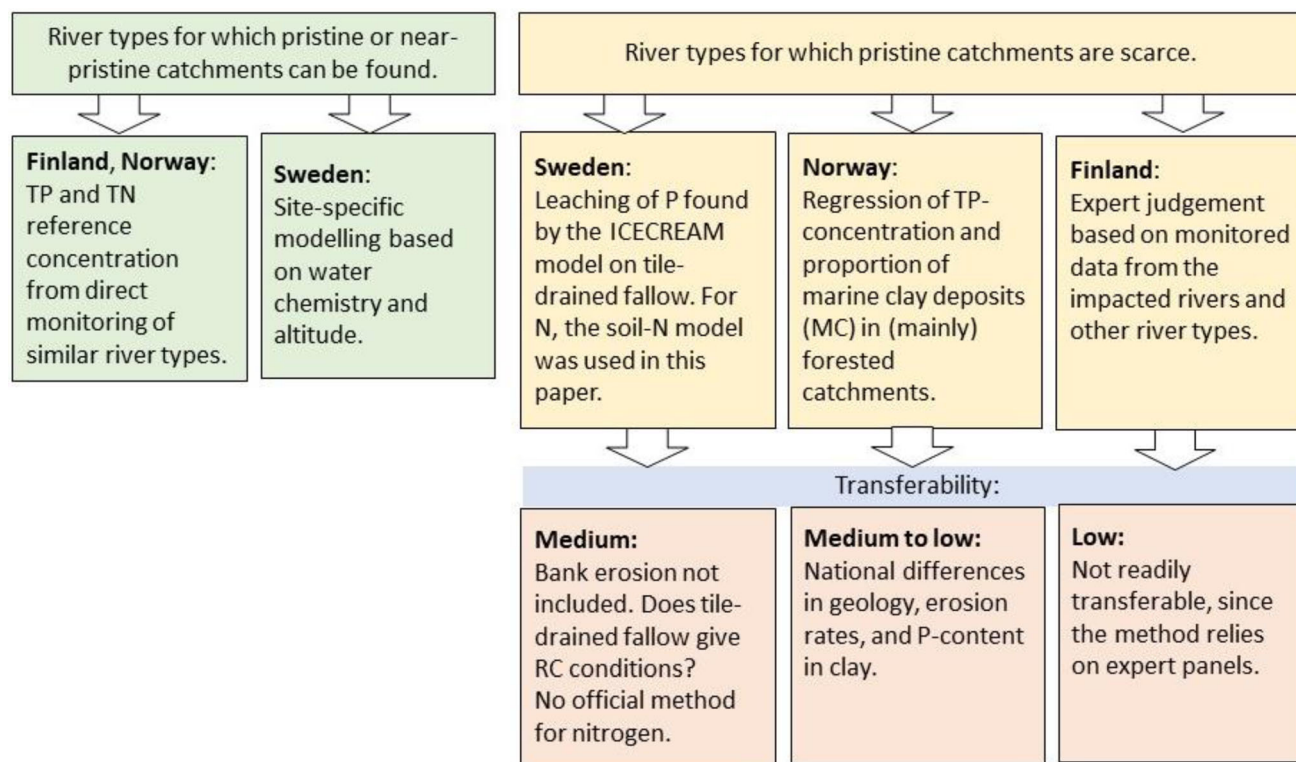 River types for which pristine or near-
pristine catchments can be found.
Finland, Norway:
TP and TN
reference
concentration
from direct
monitoring of
similar river types.
Sweden:
Site-specific
modelling based
on water
chemistry and
altitude.
River types for which pristine catchments are scarce.
Sweden:
Leaching of P found
by the ICECREAM
model on tile-
drained fallow. For
N, the soil-N model
was used in this
paper.
Norway:
Regression of TP-
concentration and
proportion of
marine clay deposits
(MC) in (mainly)
forested
catchments.
Finland:
Expert judgement
based on monitored
data from the
impacted rivers and
other river types.
Transferability:
Medium:
Bank erosion not
included. Does tile-
drained fallow give
RC conditions?
No official method
for nitrogen.
Medium to low:
National differences
in geology, erosion
rates, and P-content
in clay.
Low:
Not readily
transferable, since
the method relies
on expert panels.